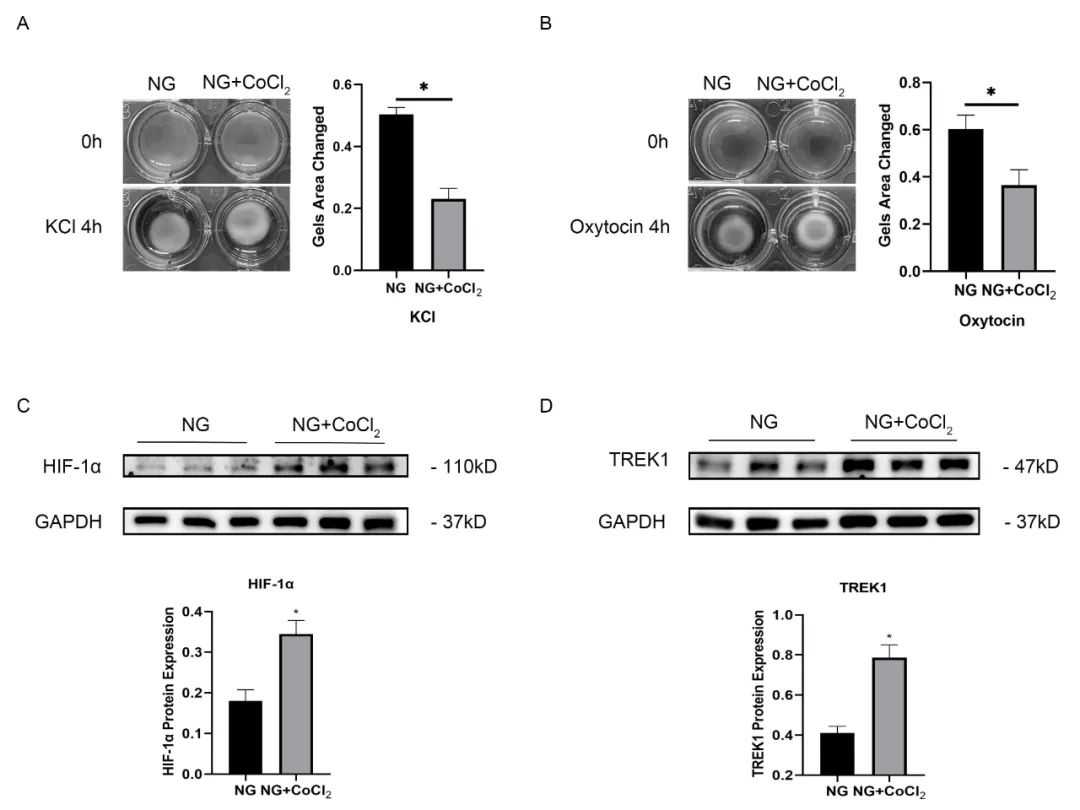 A
NG NG+CoCl2
0h
KCl 4h
Gels Area Changed
0.6
0.4
0.2
0.0
*
NG NG+CoCl2
KCl
B
NG NG+CoCl2
0h
Oxytocin 4h
Gels Area Changed
0.8
0.6
0.4
0.2
0.0
*
NG NG+CoCl2
Oxytocin
C
NG NG+CoCl2
HIF-1α - 110kD
GAPDH - 37kD
HIF-1α
HIF-1α Protein Expression
0.4
0.3
0.2
0.1
0.0
*
NG NG+CoCl2
D
NG NG+CoCl2
TREK1 - 47kD
GAPDH - 37kD
TREK1
TREK1 Protein Expression
1.0
0.8
0.6
0.4
0.2
*
NG NG+CoCl2